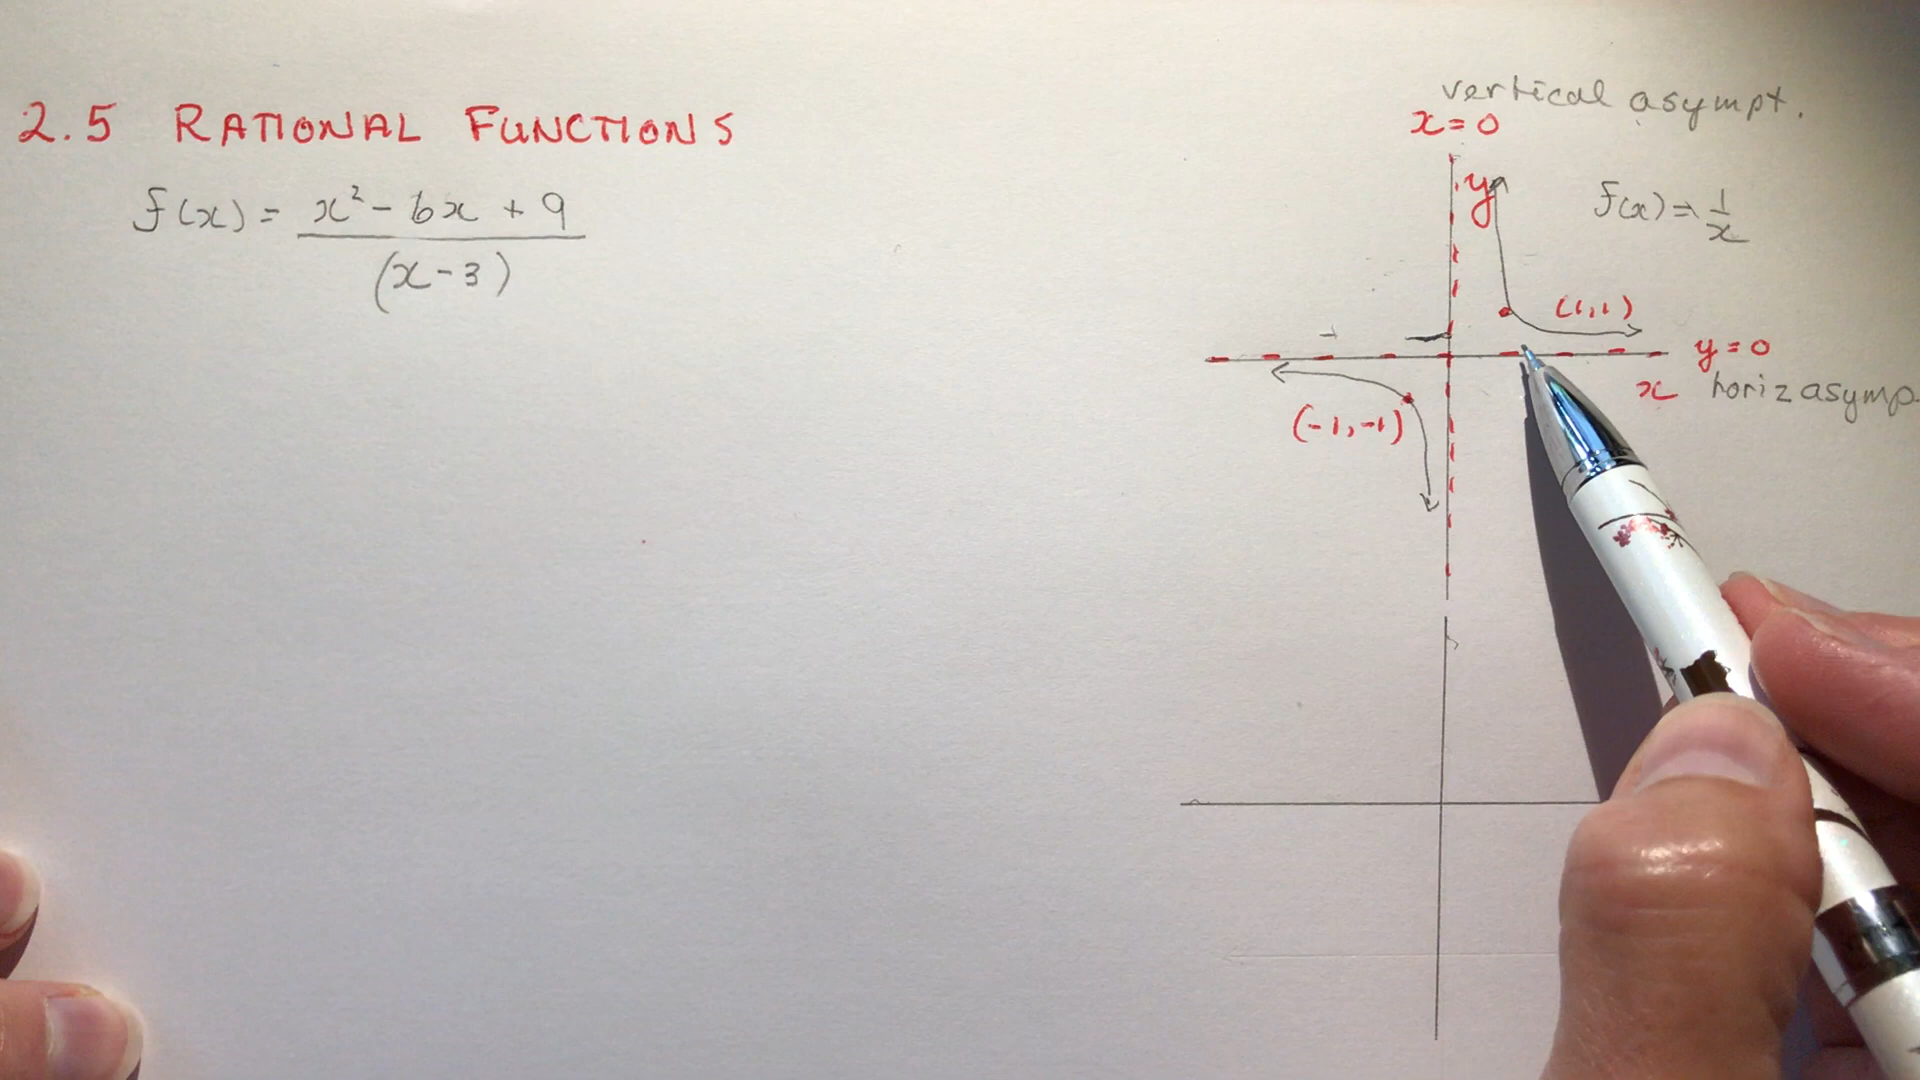 2.5 RATIONAL FUNCTIONS
f(x) = x² - 6x + 9
(x-3)
vertical asympt.
x = 0
y
f(x) = 1/x
(1,1)
y = 0
x horiz asymp
(-1,-1)